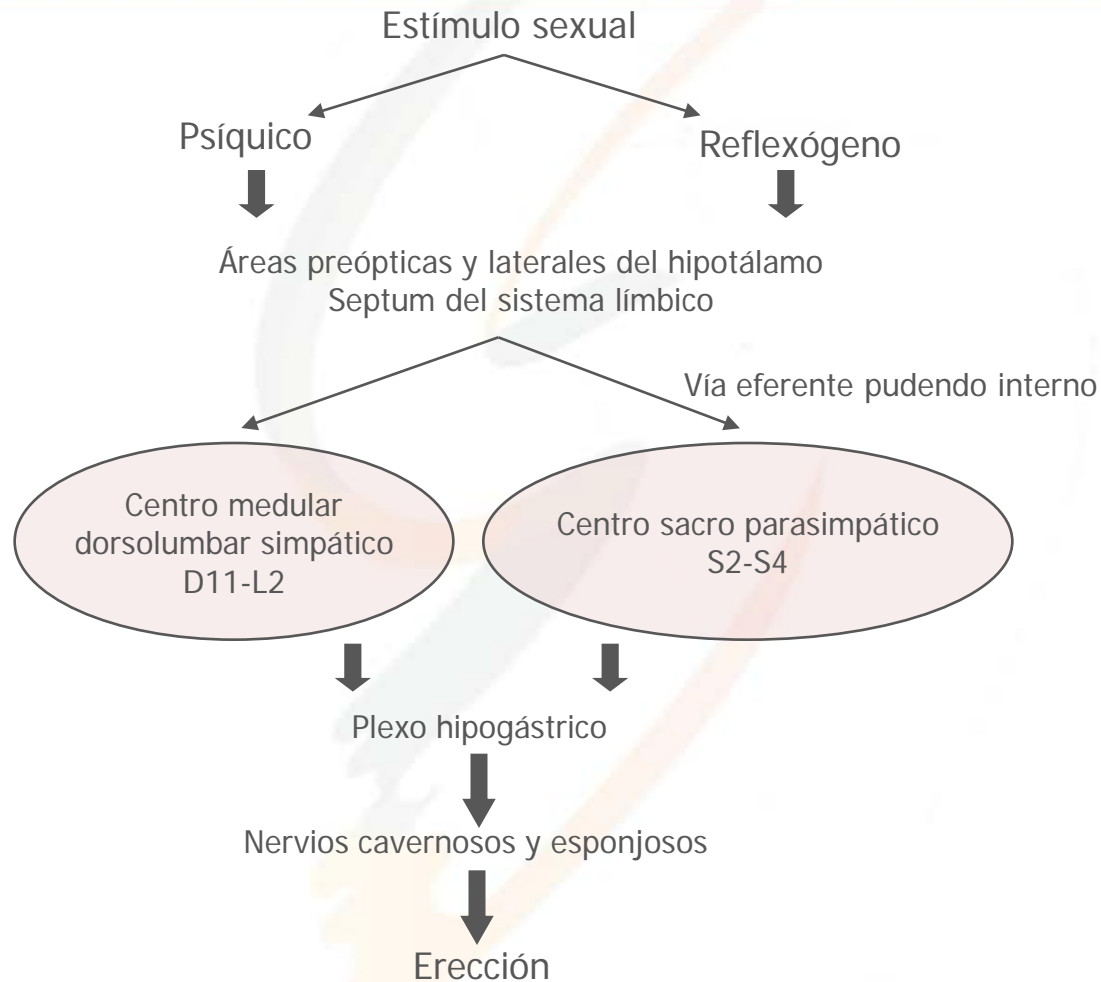 Estímulo sexual
Psíquico
Reflexógeno
Áreas preópticas y laterales del hipotálamo
Septum del sistema límbico
Vía eferente pudendo interno
Centro medular
dorsolumbar simpático
D11-L2
Centro sacro parasimpático
S2-S4
Plexo hipogástrico
Nervios cavernosos y esponjosos
Erección